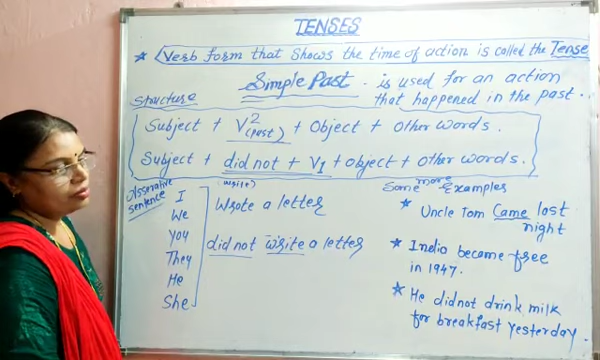 TENSES
* Verb form that shows the time of action is called the Tense
Simple Past . is used for an action
that happened in the past.
Structure
Subject + V2 (past) + Object + Other words.
Subject + did not + V1 + object + other words.
Assertive
sentence
I
We
You
They
He
She
(write)
Wrote a letter
did not write a letter
Some more Examples
* Uncle Tom Came last
night
* India became free
in 1947.
* He did not drink milk
for breakfast yesterday.